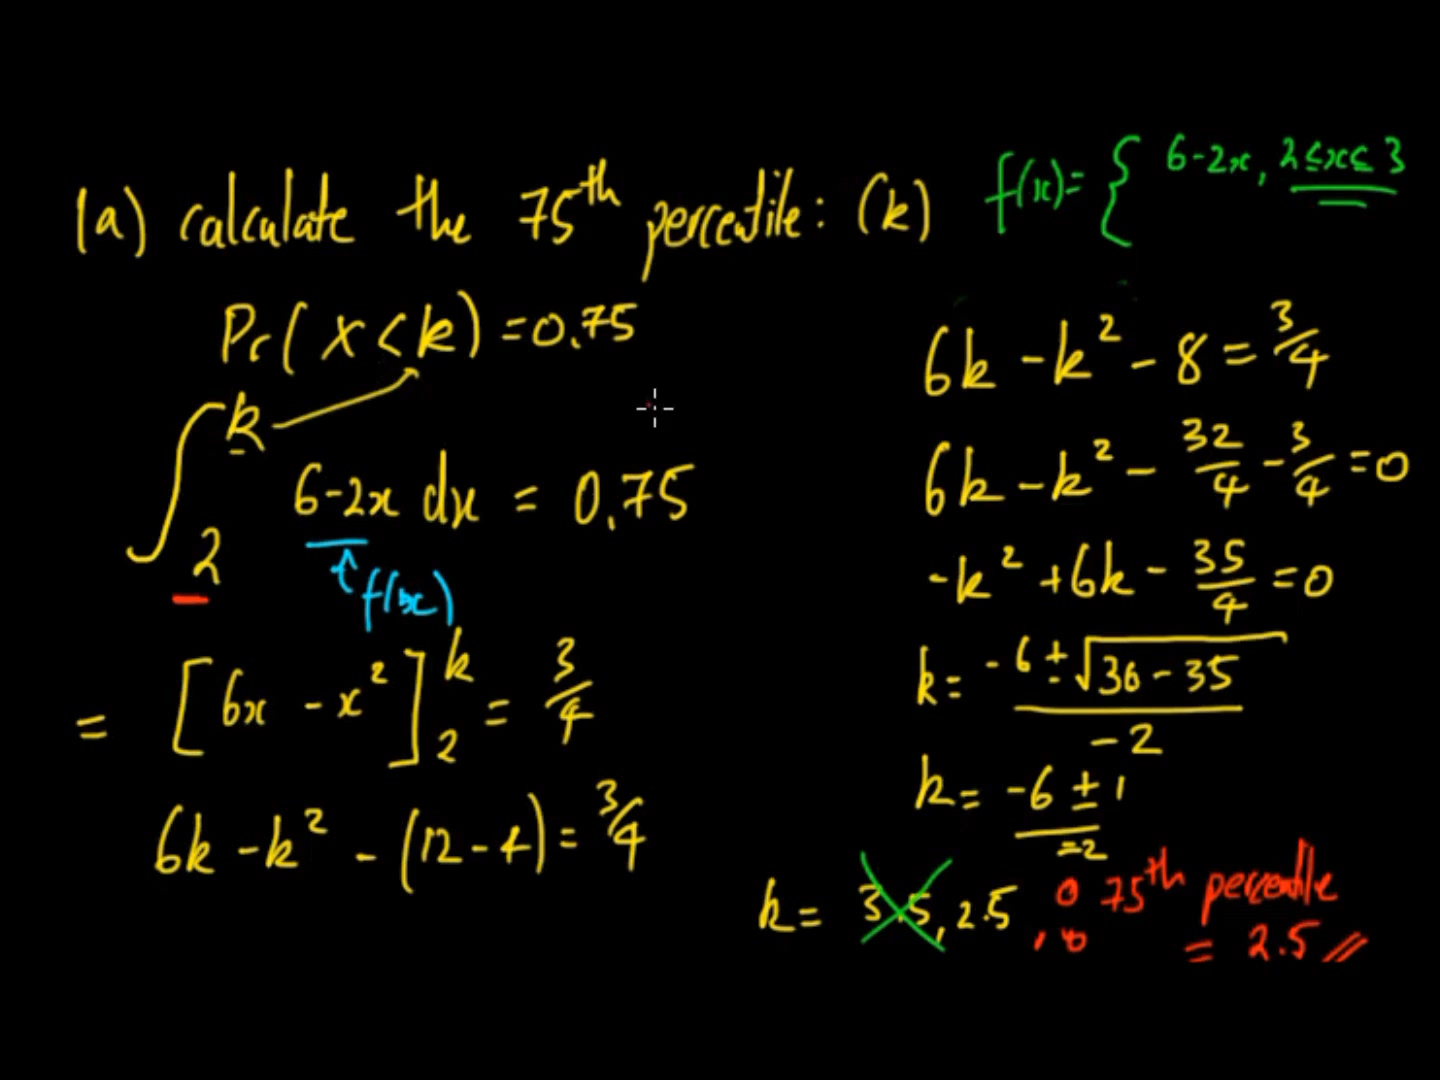 (a) calculate the 75th percentile: (k)
f(x)= { 6-2x, 2≤x≤3
Pr(X<k)=0.75
∫₂ᵏ 6-2x dx = 0.75
f(x)
= [6x - x²]₂ᵏ = 3/4
6k - k² - (12-4) = 3/4
6k - k² - 8 = 3/4
6k - k² - 32/4 - 3/4 = 0
-k² + 6k - 35/4 = 0
k = -6 ± √36-35 / -2
k = -6 ± 1 / -2
k = 3.5, 2.5, ∴ 75th percentile
= 2.5 //